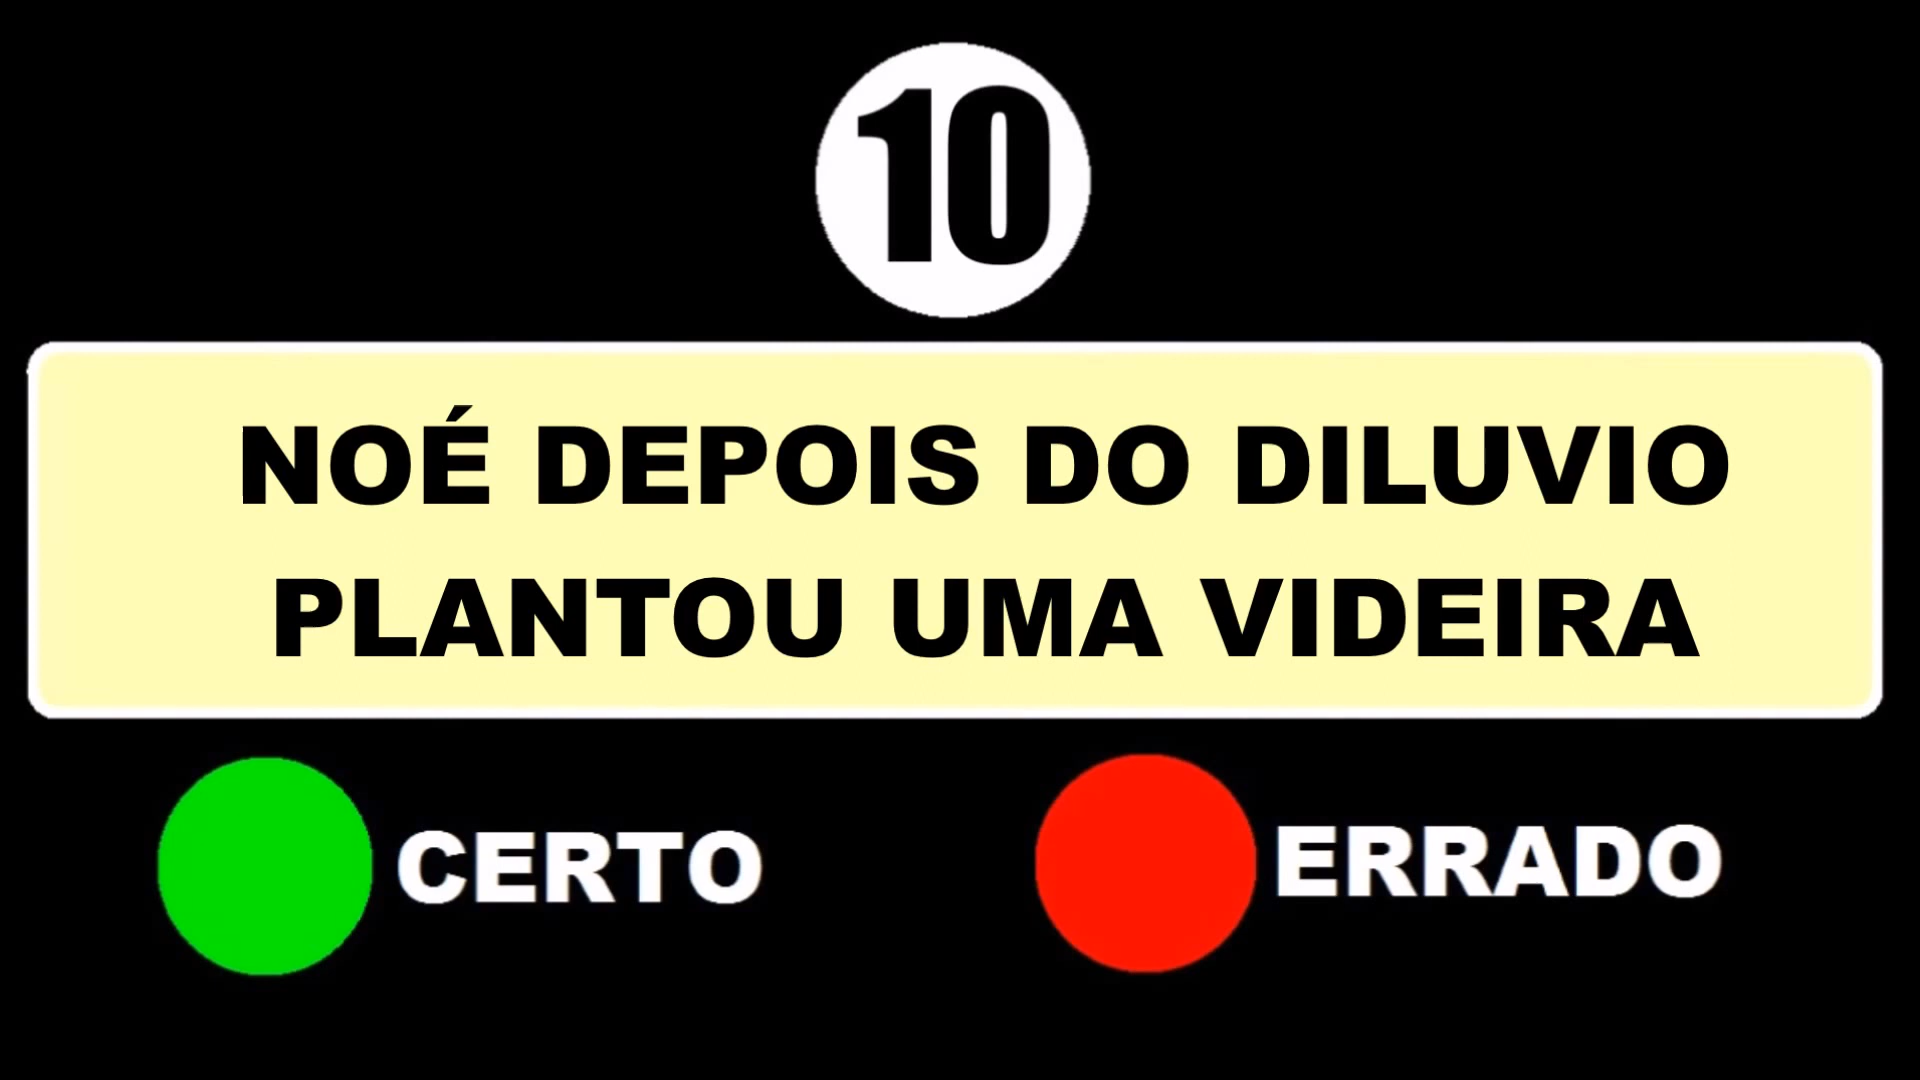 10
NOÉ DEPOIS DO DILUVIO
PLANTOU UMA VIDEIRA
CERTO
ERRADO